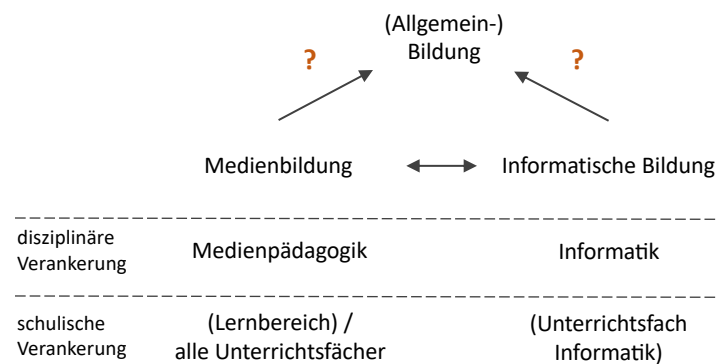 (Allgemein-)
Bildung
? ?
Medienbildung Informatische Bildung
disziplinäre
Verankerung
Medienpädagogik Informatik
schulische
Verankerung
(Lernbereich) /
alle Unterrichtsfächer
(Unterrichtsfach
Informatik)